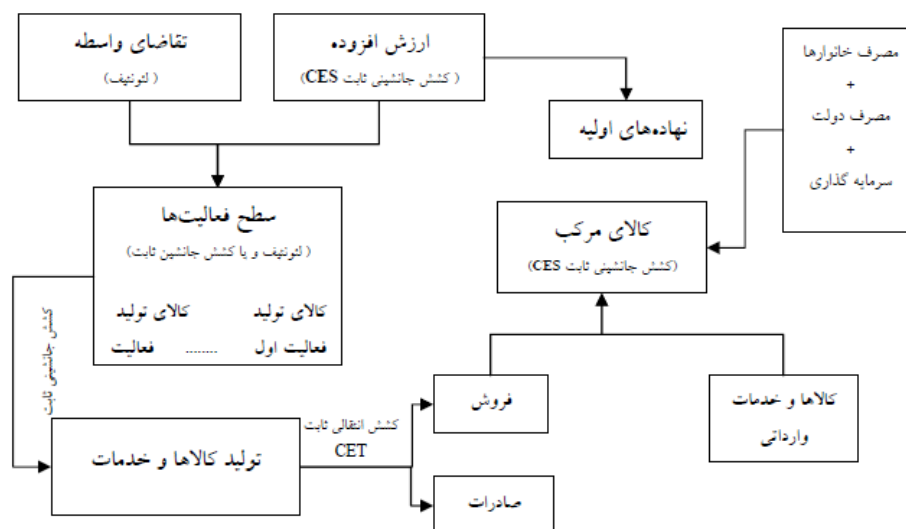 تقاضای واسطه
( لئونتیف)
ارزش افزوده
( کشش جانشینی ثابت CES)
مصرف خانوارها
+
مصرف دولت
+
سرمایه گذاری
نهاده‌های اولیه
سطح فعالیت‌ها
( لئونتیف و یا کشش جانشین ثابت)
کالای تولید
کالای تولید
فعالیت اول ........ فعالیت
کالای مرکب
(کشش جانشینی ثابت CES)
کشش جانشینی ثابت
فروش
کالاها و خدمات
وارداتی
تولید کالاها و خدمات
کشش انتقالی ثابت
CET
صادرات